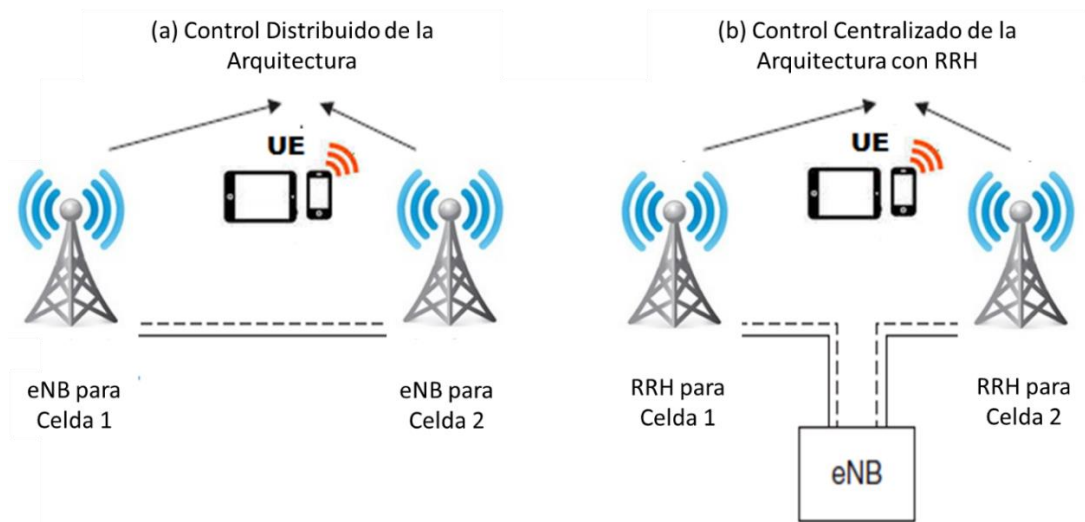 (a) Control Distribuido de la
Arquitectura
UE
eNB para
Celda 1
eNB para
Celda 2
(b) Control Centralizado de la
Arquitectura con RRH
UE
RRH para
Celda 1
RRH para
Celda 2
eNB